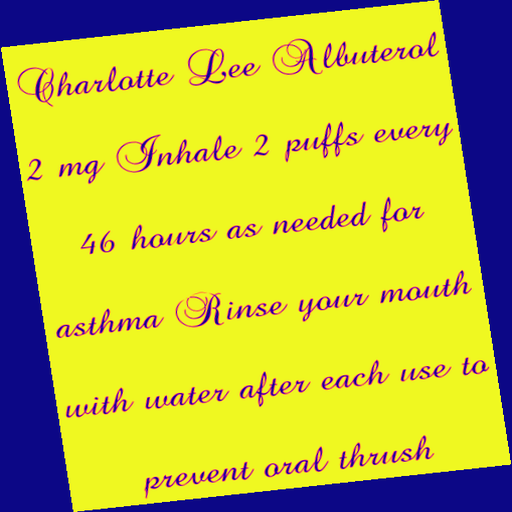 Charlotte Lee Albuterol
2 mg Inhale 2 puffs every
46 hours as needed for
asthma Rinse your mouth
with water after each use to
prevent oral thrush